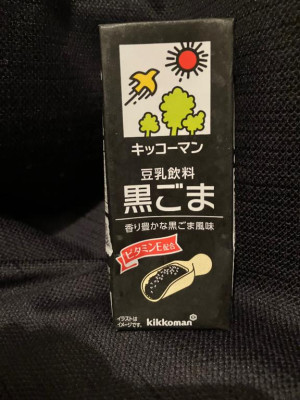 キッコーマン
豆乳飲料
黒ごま
香り豊かな黒ごま風味
ビタミンE配合
イラストは
イメージです。
kikkoman